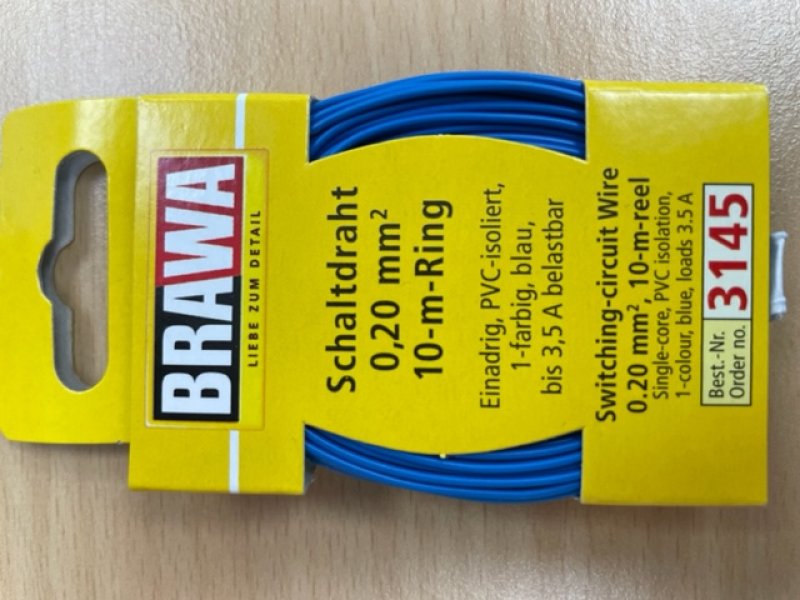 BRAWA
LIEBE ZUM DETAIL
Schaltdraht
0,20 mm²
10-m-Ring
Einadrig, PVC-isoliert,
1-farbig, blau,
bis 3,5 A belastbar
Switching-circuit Wire
0.20 mm², 10-m-reel
Single-core, PVC isolation,
1-colour, blue, loads 3.5 A
Best.-Nr.
Order no.
3145